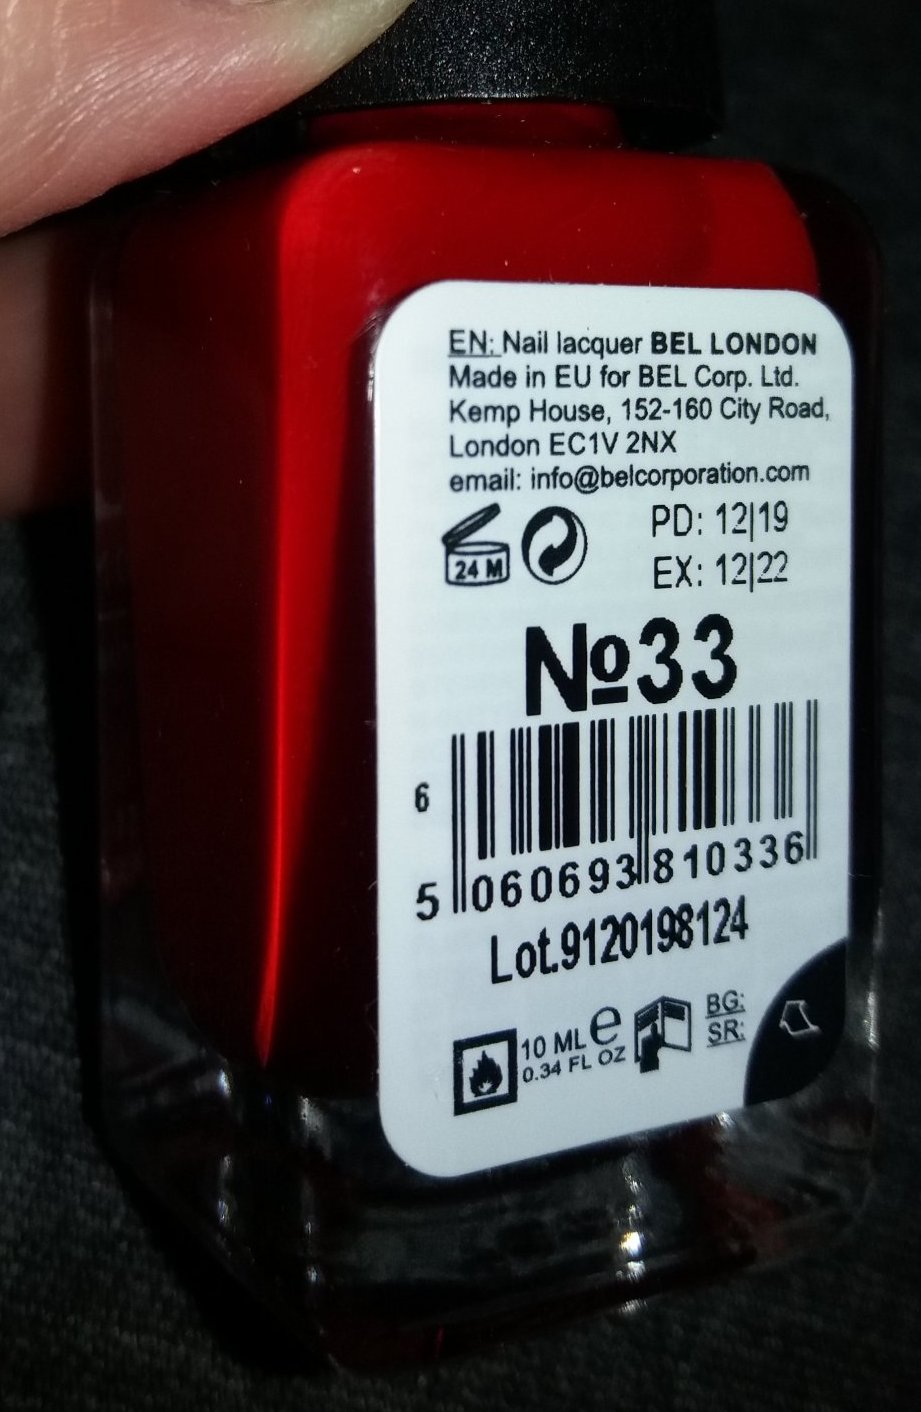 EN: Nail lacquer BEL LONDON
Made in EU for BEL Corp. Ltd.
Kemp House, 152-160 City Road,
London EC1V 2NX
email: info@belcorporation.com
24 M
PD: 12|19
EX: 12|22
№33
6
5 060693 810336
Lot.9120198124
10 ML e
0.34 FL OZ
BG:
SR: